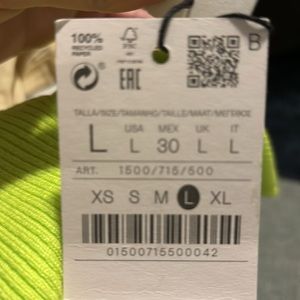 100%
RECYCLED
PAPER
FSC
B
EAC
TALLA/SIZE/TAMANHO/TAILLE/MAAT/МЕГЕӨОZ
L
USA
L
MEX
30
UK
L
IT
L
ART. 1500/715/500
XS S M L XL
01500715500042